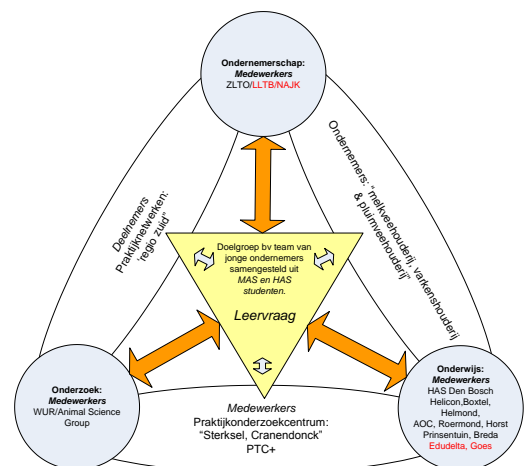 Ondernemerschap:
Medewerkers
ZLTO/LLTB/NAJK
Deelnemers
Praktijknetwerken:
'regio zuid"
Ondernemers: "melkveehouderij, varkenshouderij
& pluimveehouderij"
Doelgroep bv team van
jonge ondernemers
samengesteld uit
MAS en HAS
studenten.
Leervraag
Onderzoek:
Medewerkers
WUR/Animal Science
Group
Medewerkers
Praktijkonderzoekcentrum:
"Sterksel, Cranendonck"
PTC+
Onderwijs:
Medewerkers
HAS Den Bosch
Helicon,Boxtel,
Helmond,
AOC, Roermond, Horst
Prinsentuin, Breda
Edudelta, Goes